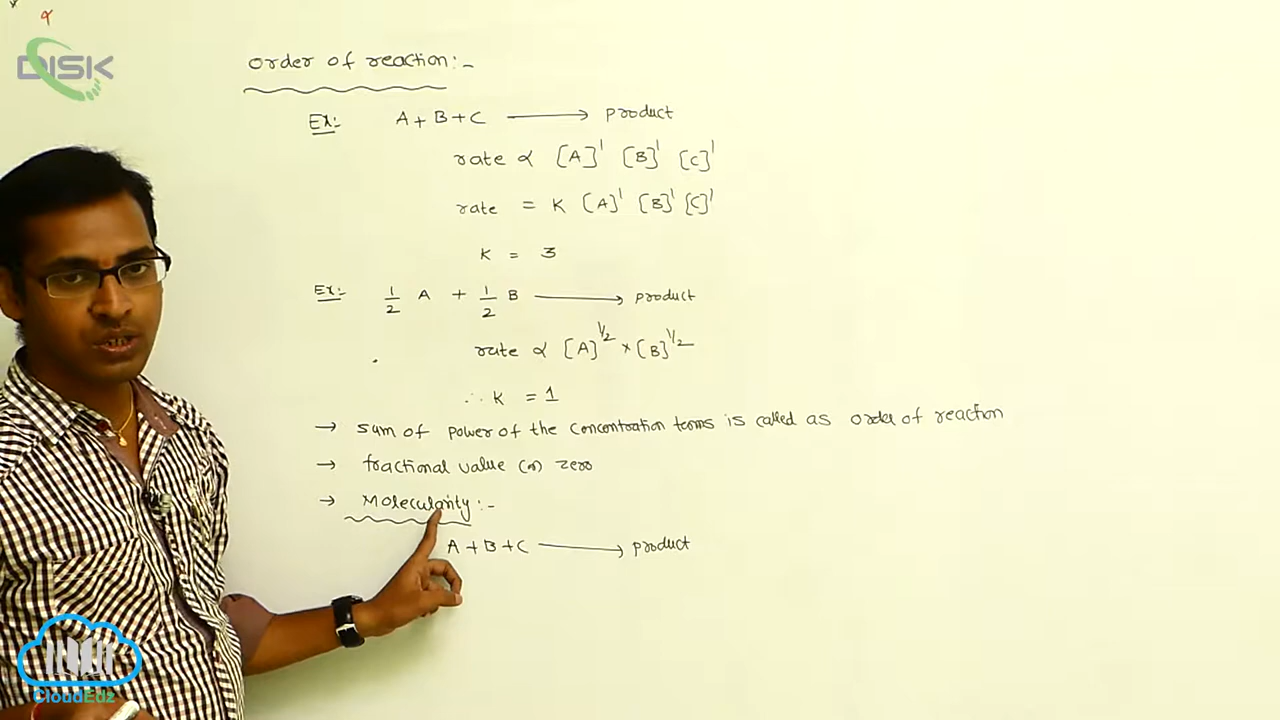 DISK
order of reaction:-
Ex:- A + B + C → product
rate ∝ [A]¹ [B]¹ [C]¹
rate = K [A]¹ [B]¹ [C]¹
K = 3
Ex:- 1/2 A + 1/2 B → product
rate ∝ [A]^1/2 × [B]^1/2
∴ K = 1
→ sum of power of the concentration terms is called as order of reaction
→ fractional value (or) zero
→ Molecularity:-
A + B + C → product
CloudEdz